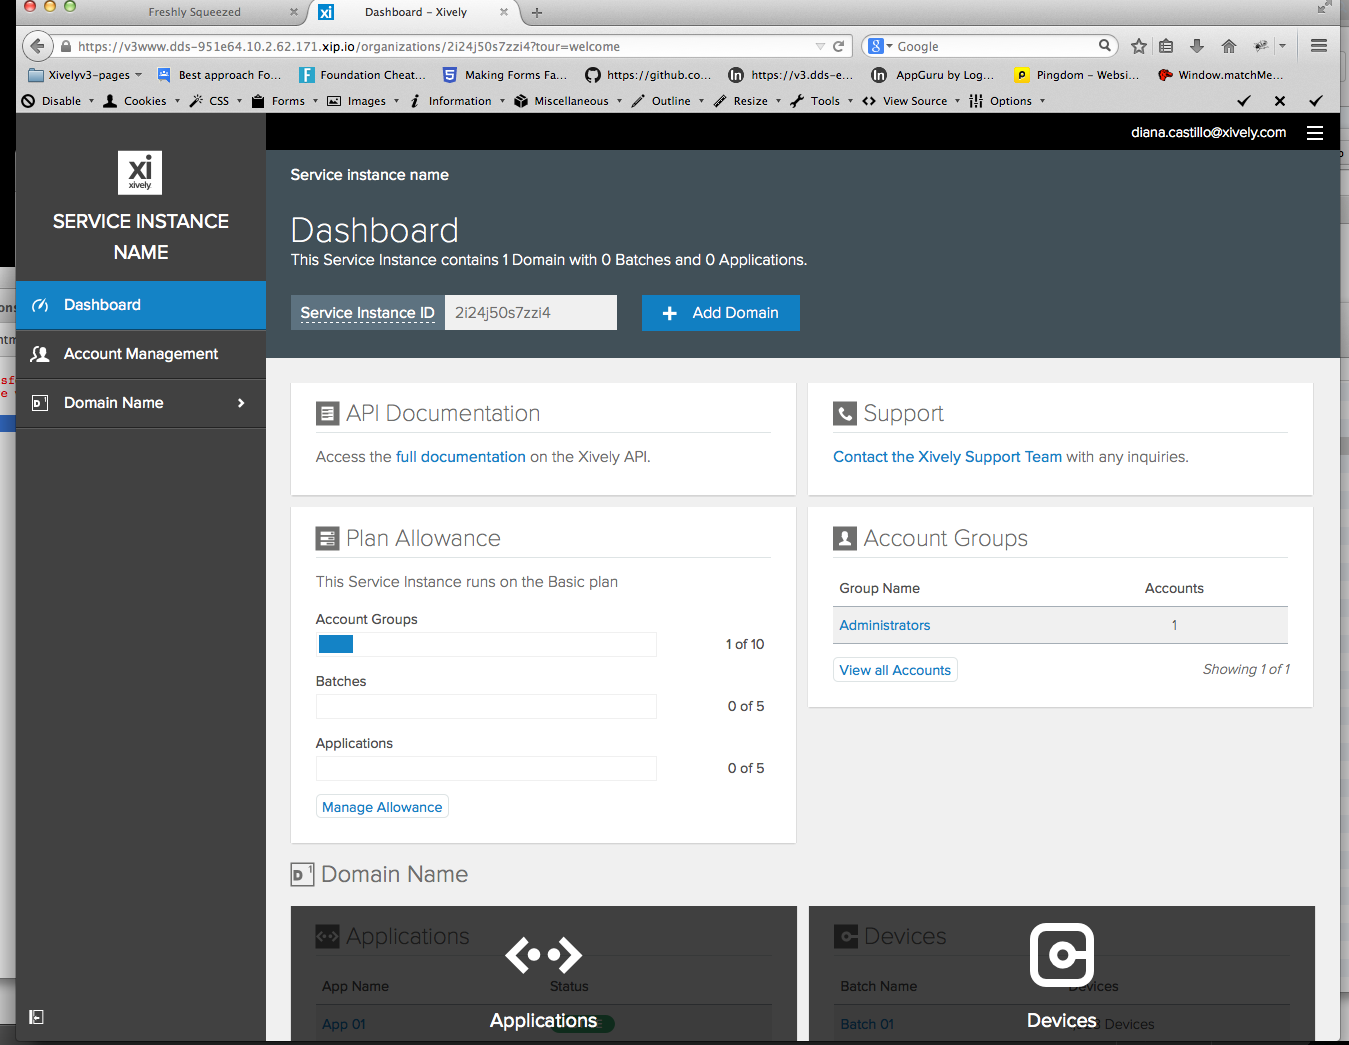 Freshly Squeezed
xi Dashboard – Xively
https://v3www.dds-951e64.10.2.62.171.xip.io/organizations/2i24j50s7zzi4?tour=welcome
8 Google
Xivelyv3-pages
Best approach Fo...
F Foundation Cheat...
5 Making Forms Fa...
https://github.co...
in https://v3.dds-e...
in AppGuru by Log...
P Pingdom – Websi...
Window.matchMe...
Disable
Cookies
CSS
Forms
Images
Information
Miscellaneous
Outline
Resize
Tools
View Source
Options
diana.castillo@xively.com
xi
xively
SERVICE INSTANCE
NAME
Dashboard
Account Management
D1 Domain Name
Service instance name
Dashboard
This Service Instance contains 1 Domain with 0 Batches and 0 Applications.
Service Instance ID 2i24j50s7zzi4
Add Domain
API Documentation
Access the full documentation on the Xively API.
Support
Contact the Xively Support Team with any inquiries.
Plan Allowance
This Service Instance runs on the Basic plan
Account Groups
1 of 10
Batches
0 of 5
Applications
0 of 5
Manage Allowance
Account Groups
Group Name Accounts
Administrators 1
View all Accounts
Showing 1 of 1
D1 Domain Name
Applications
App Name Status
App 01
Applications
Devices
Batch Name Devices
Batch 01 Devices
Devices